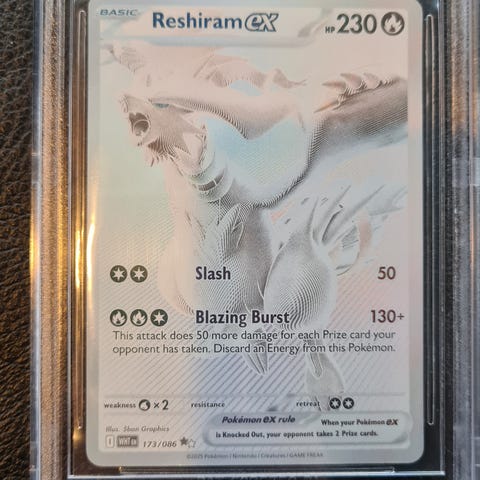 BASIC Reshiram ex HP 230
Slash 50
Blazing Burst 130+
This attack does 50 more damage for each Prize card your
opponent has taken. Discard an Energy from this Pokémon.
weakness ×2 resistance retreat
Pokémon ex rule When your Pokémon ex
is Knocked Out, your opponent takes 2 Prize cards.
Illus. 5ban Graphics
I WHT EN 173/086
©2025 Pokémon / Nintendo / Creatures / GAME FREAK